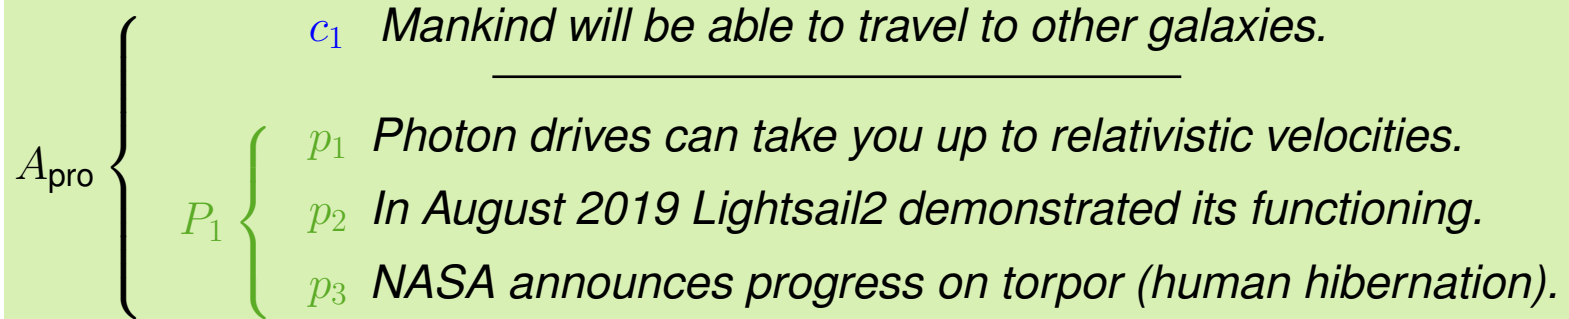 c₁ Mankind will be able to travel to other galaxies.
p₁ Photon drives can take you up to relativistic velocities.
A_pro
P₁ p₂ In August 2019 Lightsail2 demonstrated its functioning.
p₃ NASA announces progress on torpor (human hibernation).